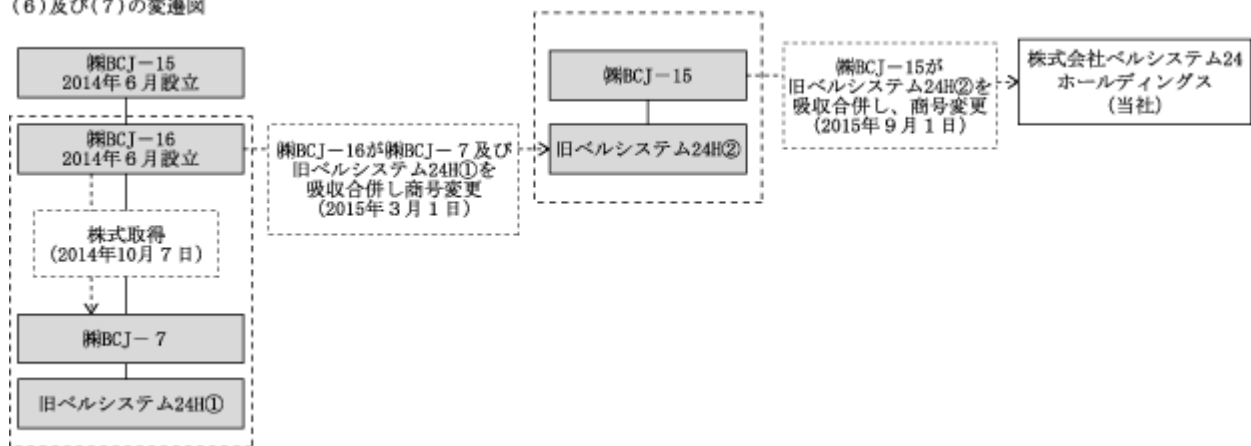 (6)及び(7)の変遷図
㈱BCJ－15
2014年６月設立
㈱BCJ－16
2014年６月設立
株式取得
(2014年10月７日)
㈱BCJ－７
旧ベルシステム24H①
㈱BCJ－16が㈱BCJ－７及び
旧ベルシステム24H①を
吸収合併し商号変更
(2015年３月１日)
㈱BCJ－15
旧ベルシステム24H②
㈱BCJ－15が
旧ベルシステム24H②を
吸収合併し、商号変更
(2015年９月１日)
株式会社ベルシステム24
ホールディングス
(当社)